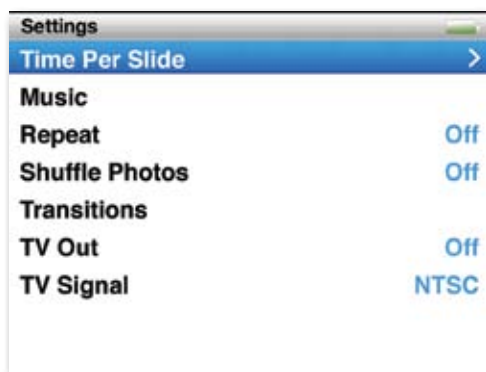 Settings
Time Per Slide >
Music
Repeat Off
Shuffle Photos Off
Transitions
TV Out Off
TV Signal NTSC